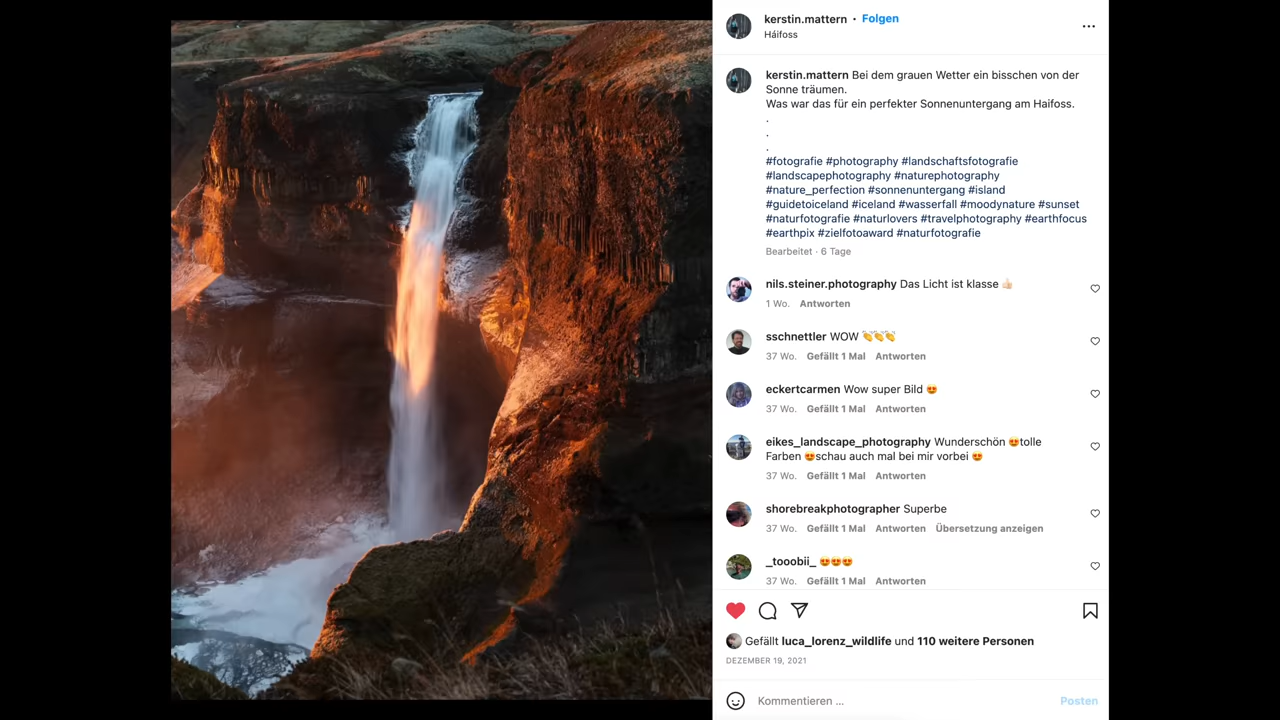 kerstin.mattern • Folgen
Háifoss
kerstin.mattern Bei dem grauen Wetter ein bisschen von der
Sonne träumen.
Was war das für ein perfekter Sonnenuntergang am Haifoss.
.
.
.
#fotografie #photography #landschaftsfotografie
#landscapephotography #naturephotography
#nature_perfection #sonnenuntergang #island
#guidetoiceland #iceland #wasserfall #moodynature #sunset
#naturfotografie #naturlovers #travelphotography #earthfocus
#earthpix #zielfotoaward #naturfotografie
Bearbeitet · 6 Tage
nils.steiner.photography Das Licht ist klasse 👍🏻
1 Wo. Antworten
sschnettler WOW 👏👏👏
37 Wo. Gefällt 1 Mal Antworten
eckertcarmen Wow super Bild 😍
37 Wo. Gefällt 1 Mal Antworten
eikes_landscape_photography Wunderschön 😍tolle
Farben 😍schau auch mal bei mir vorbei 😍
37 Wo. Gefällt 1 Mal Antworten
shorebreakphotographer Superbe
37 Wo. Gefällt 1 Mal Antworten Übersetzung anzeigen
_tooobii_ 😍😍😍
37 Wo. Gefällt 1 Mal Antworten
Gefällt luca_lorenz_wildlife und 110 weitere Personen
DEZEMBER 19, 2021
Kommentieren ... Posten